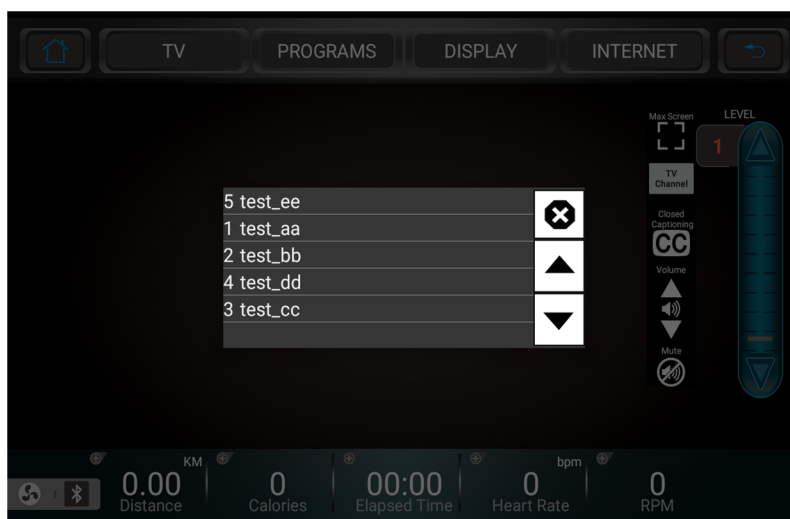 TV PROGRAMS DISPLAY INTERNET
Max Screen
LEVEL
1
TV
Channel
Closed
Captioning
CC
Volume
Mute
5 test_ee
1 test_aa
2 test_bb
4 test_dd
3 test_cc
KM
bpm
0.00 0 00:00 0 0
Distance Calories Elapsed Time Heart Rate RPM